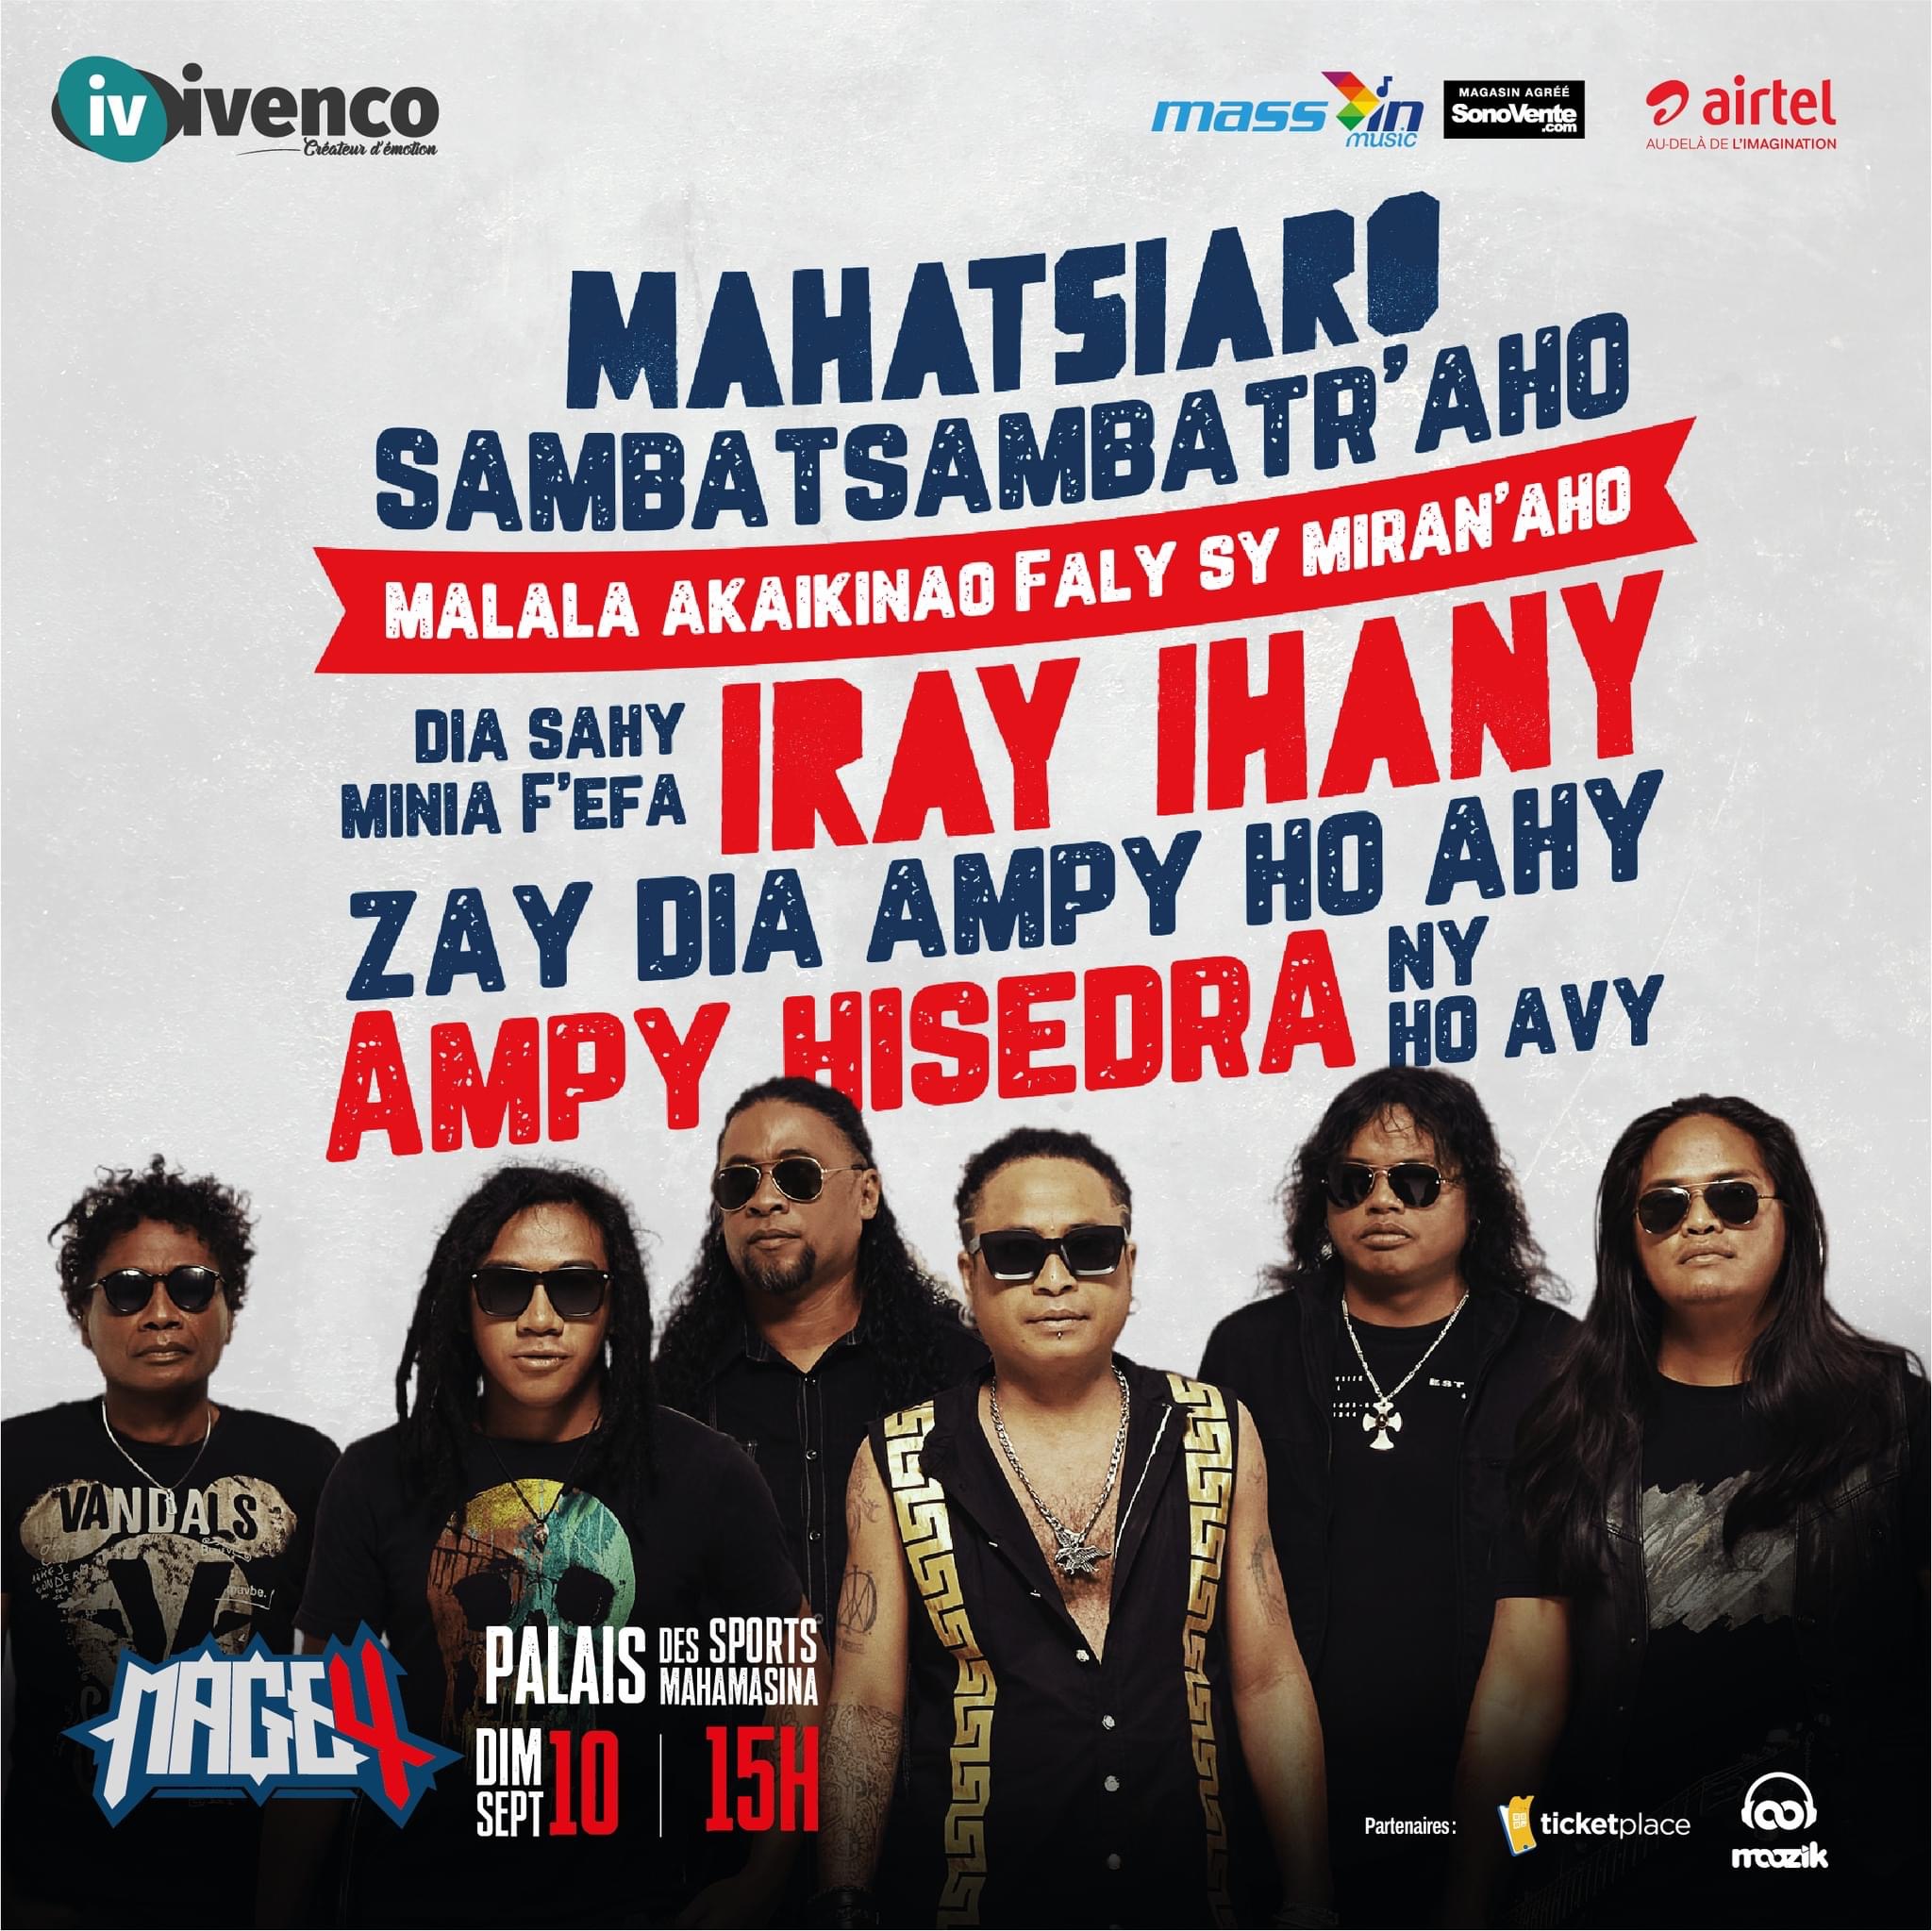 iv ivenco
Créateur d'émotion
mass in
music
MAGASIN AGRÉÉ
SonoVente
.com
airtel
AU-DELÀ DE L'IMAGINATION
MAHATSIARO
SAMBATSAMBATR'AHO
MALALA AKAIKINAO FALY SY MIRAN'AHO
DIA SAHY
MINIA F'EFA
IRAY IHANY
ZAY DIA AMPY HO AHY
AMPY HISEDRA
NY
HO AVY
VANDALS
EST
MAGE4
PALAIS
DES SPORTS
MAHAMASINA
DIM
SEPT
10
15H
Partenaires:
ticketplace
moozik